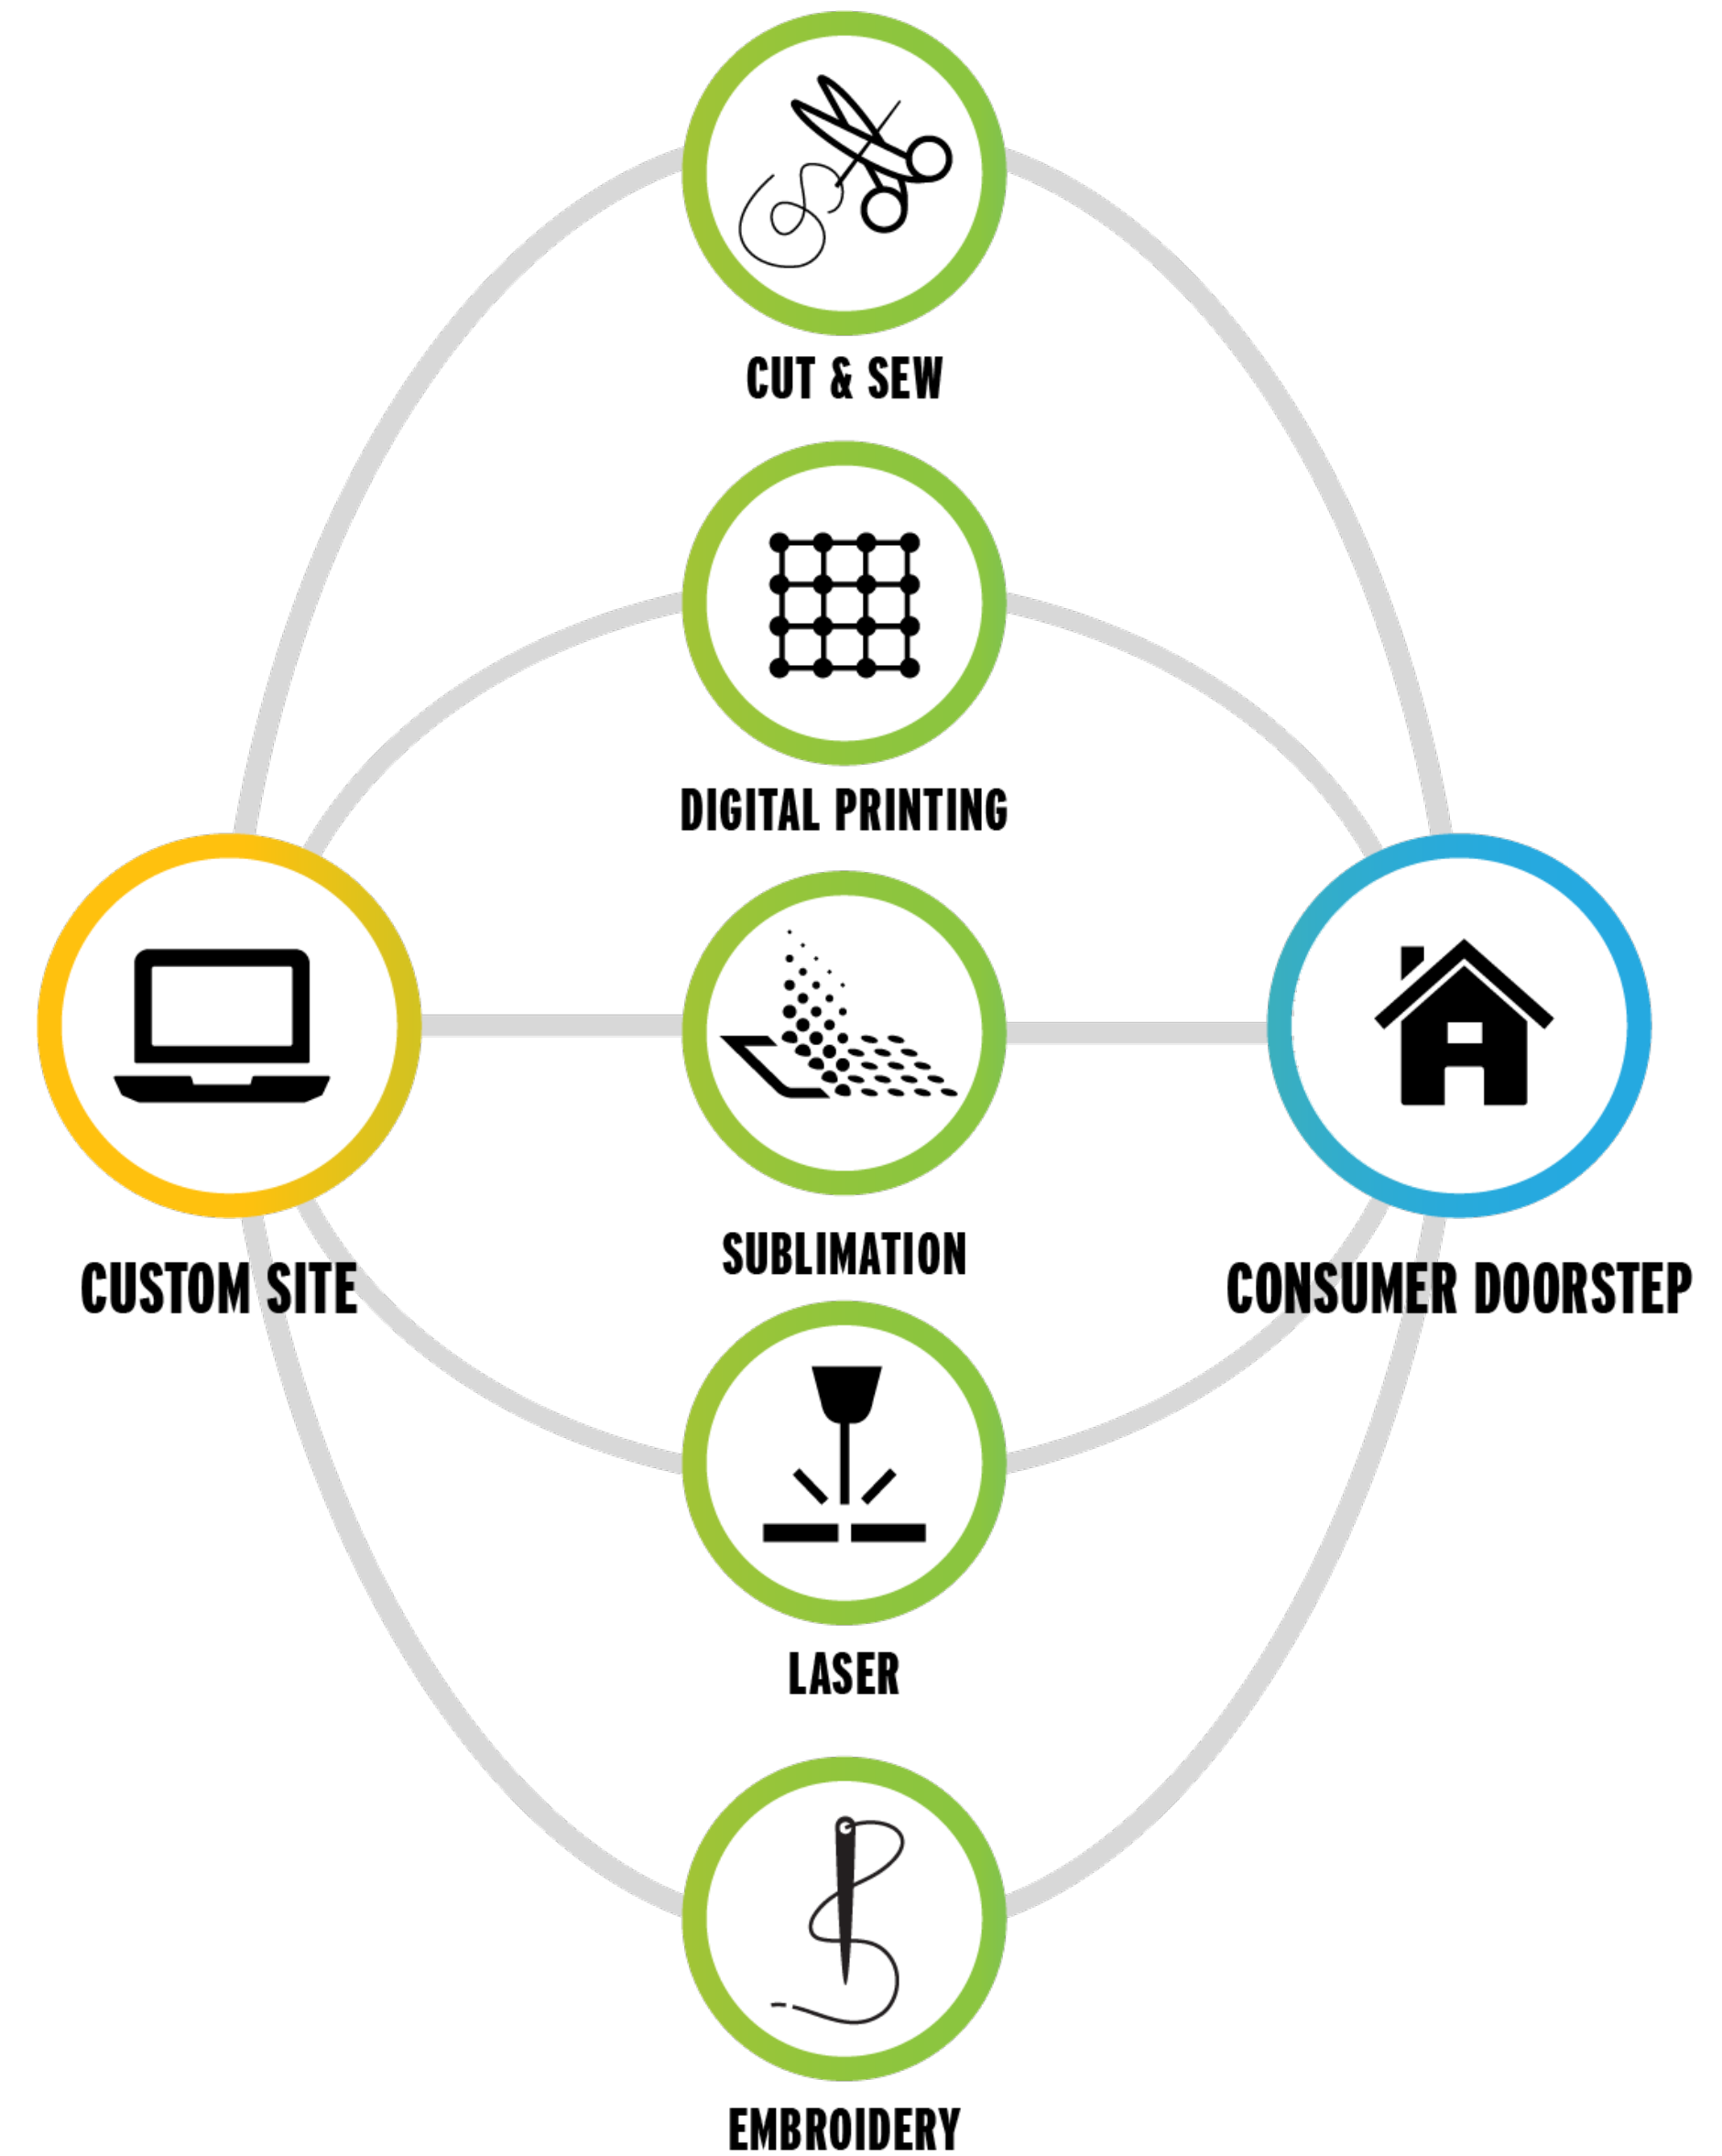 CUT & SEW
DIGITAL PRINTING
SUBLIMATION
CUSTOM SITE
CONSUMER DOORSTEP
LASER
EMBROIDERY